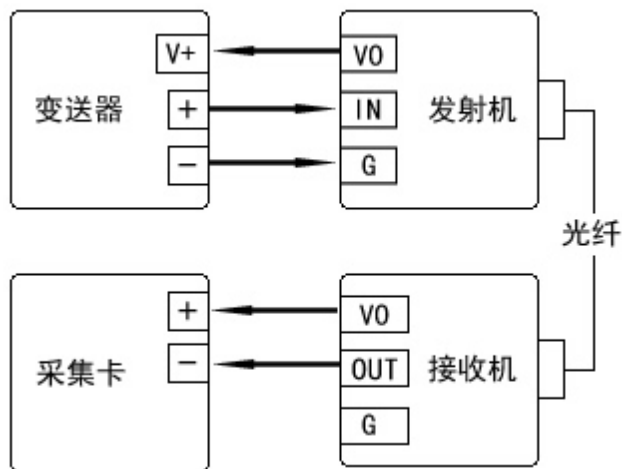 V+ VO
变送器 + IN 发射机
− G
光纤
+ VO
采集卡 − OUT 接收机
G